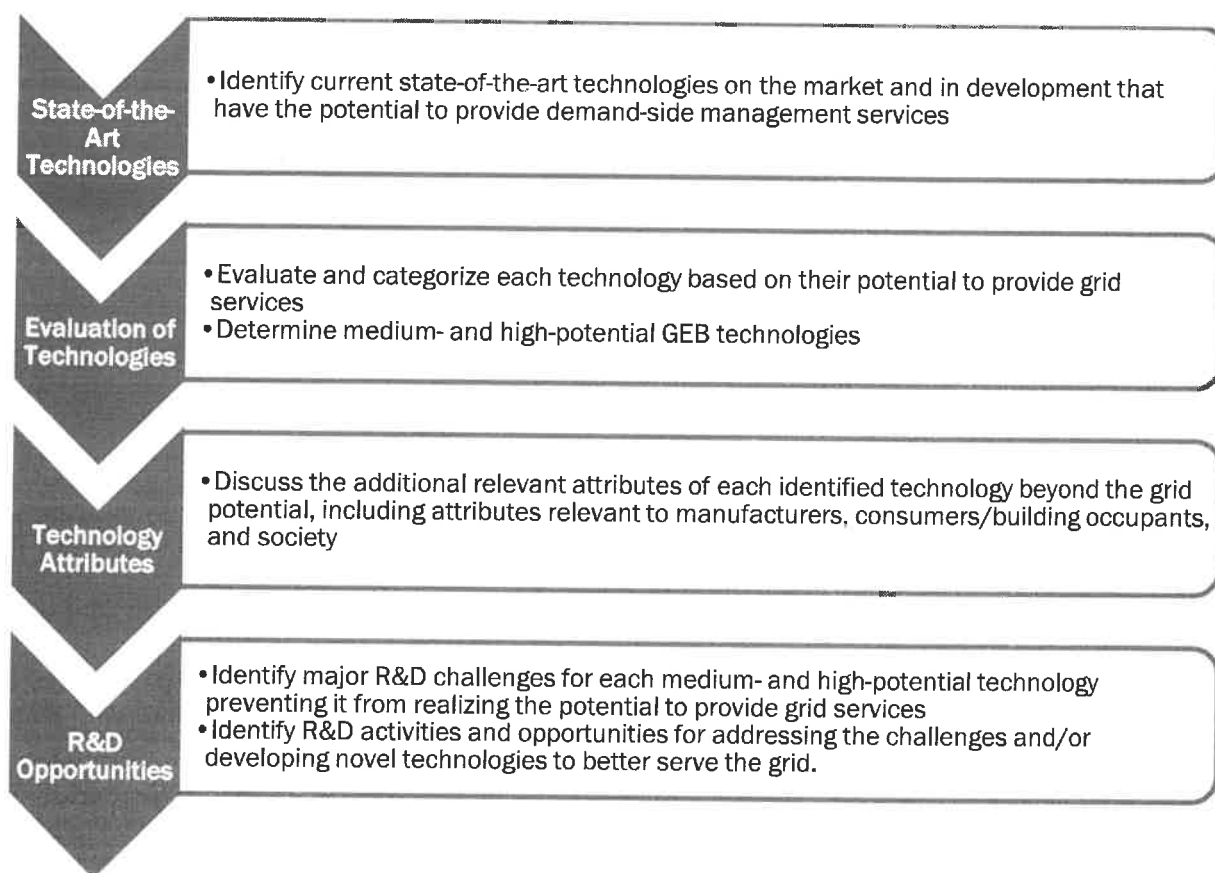 State-of-the-
Art
Technologies
•Identify current state-of-the-art technologies on the market and in development that
have the potential to provide demand-side management services
Evaluation of
Technologies
•Evaluate and categorize each technology based on their potential to provide grid
services
•Determine medium- and high-potential GEB technologies
Technology
Attributes
•Discuss the additional relevant attributes of each identified technology beyond the grid
potential, including attributes relevant to manufacturers, consumers/building occupants,
and society
R&D
Opportunities
•Identify major R&D challenges for each medium- and high-potential technology
preventing it from realizing the potential to provide grid services
•Identify R&D activities and opportunities for addressing the challenges and/or
developing novel technologies to better serve the grid.